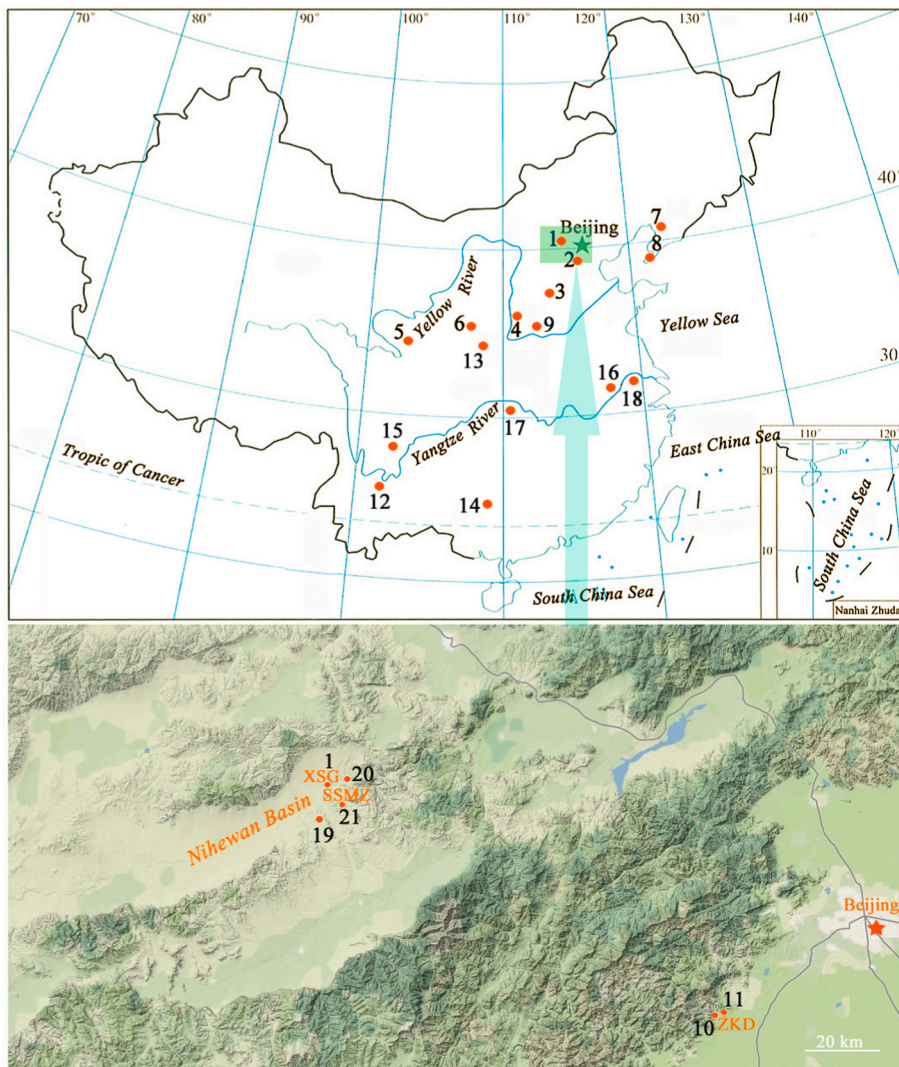 70° 80° 90° 100° 110° 120° 130° 140°
40°
Beijing
7
1
8
2
Yellow River
3
Yellow Sea
5
6
4
9
13
30°
16
18
15
Yangtze River
17
East China Sea
Tropic of Cancer
12
14
110° 120°
20°
10°
South China Sea
South China Sea
Nanhai Zhuda
1
XSG
20
SSMZ
21
19
Nihewan Basin
Beijing
11
10
ZKD
20 km